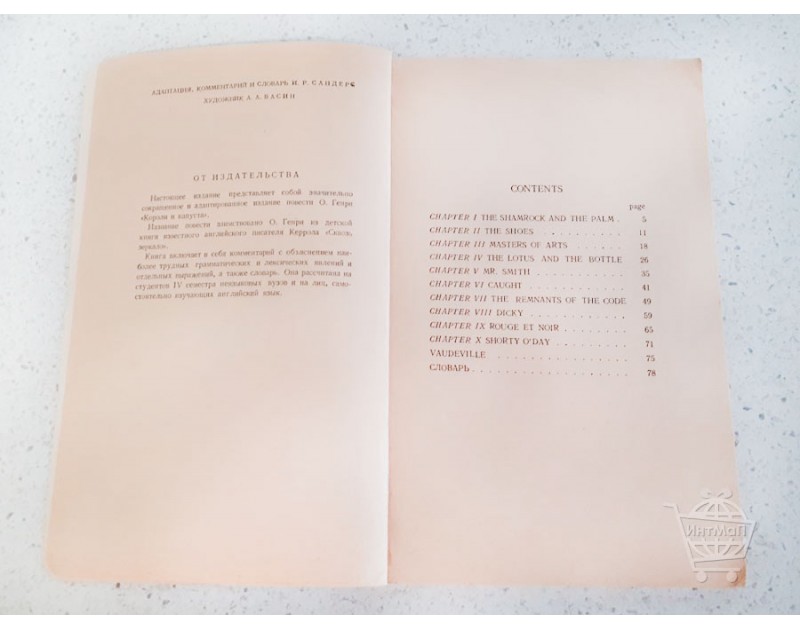 АДАПТАЦИЯ, КОММЕНТАРИЙ И СЛОВАРЬ И. Р. САНДЕРС
ХУДОЖНИК А. А. ВАСИН
ОТ ИЗДАТЕЛЬСТВА
Настоящее издание представляет собой значительно
сокращенное и адаптированное издание повести О. Генри
«Короли и капуста».
Название повести заимствовано О. Генри из детской
книги известного английского писателя Керрола «Сквозь
зеркало».
Книга включает в себя комментарий с объяснением наи-
более трудных грамматических и лексических явлений и
отдельных выражений, а также словарь. Она рассчитана на
студентов IV семестра неязыковых вузов и на лиц, само-
стоятельно изучающих английский язык.
CONTENTS
page
CHAPTER I THE SHAMROCK AND THE PALM . 5
CHAPTER II THE SHOES . . . . . . . . 11
CHAPTER III MASTERS OF ARTS . . . . . . 18
CHAPTER IV THE LOTUS AND THE BOTTLE 26
CHAPTER V MR. SMITH . . . . . . . . 35
CHAPTER VI CAUGHT . . . . . . . . . 41
CHAPTER VII THE REMNANTS OF THE CODE 49
CHAPTER VIII DICKY . . . . . . . . . 59
CHAPTER IX ROUGE ET NOIR . . . . . . . 65
CHAPTER X SHORTY O'DAY . . . . . . . 71
VAUDEVILLE . . . . . . . . . . . . 75
СЛОВАРЬ . . . . . . . . . . . . . . 78
ИнтМаГ